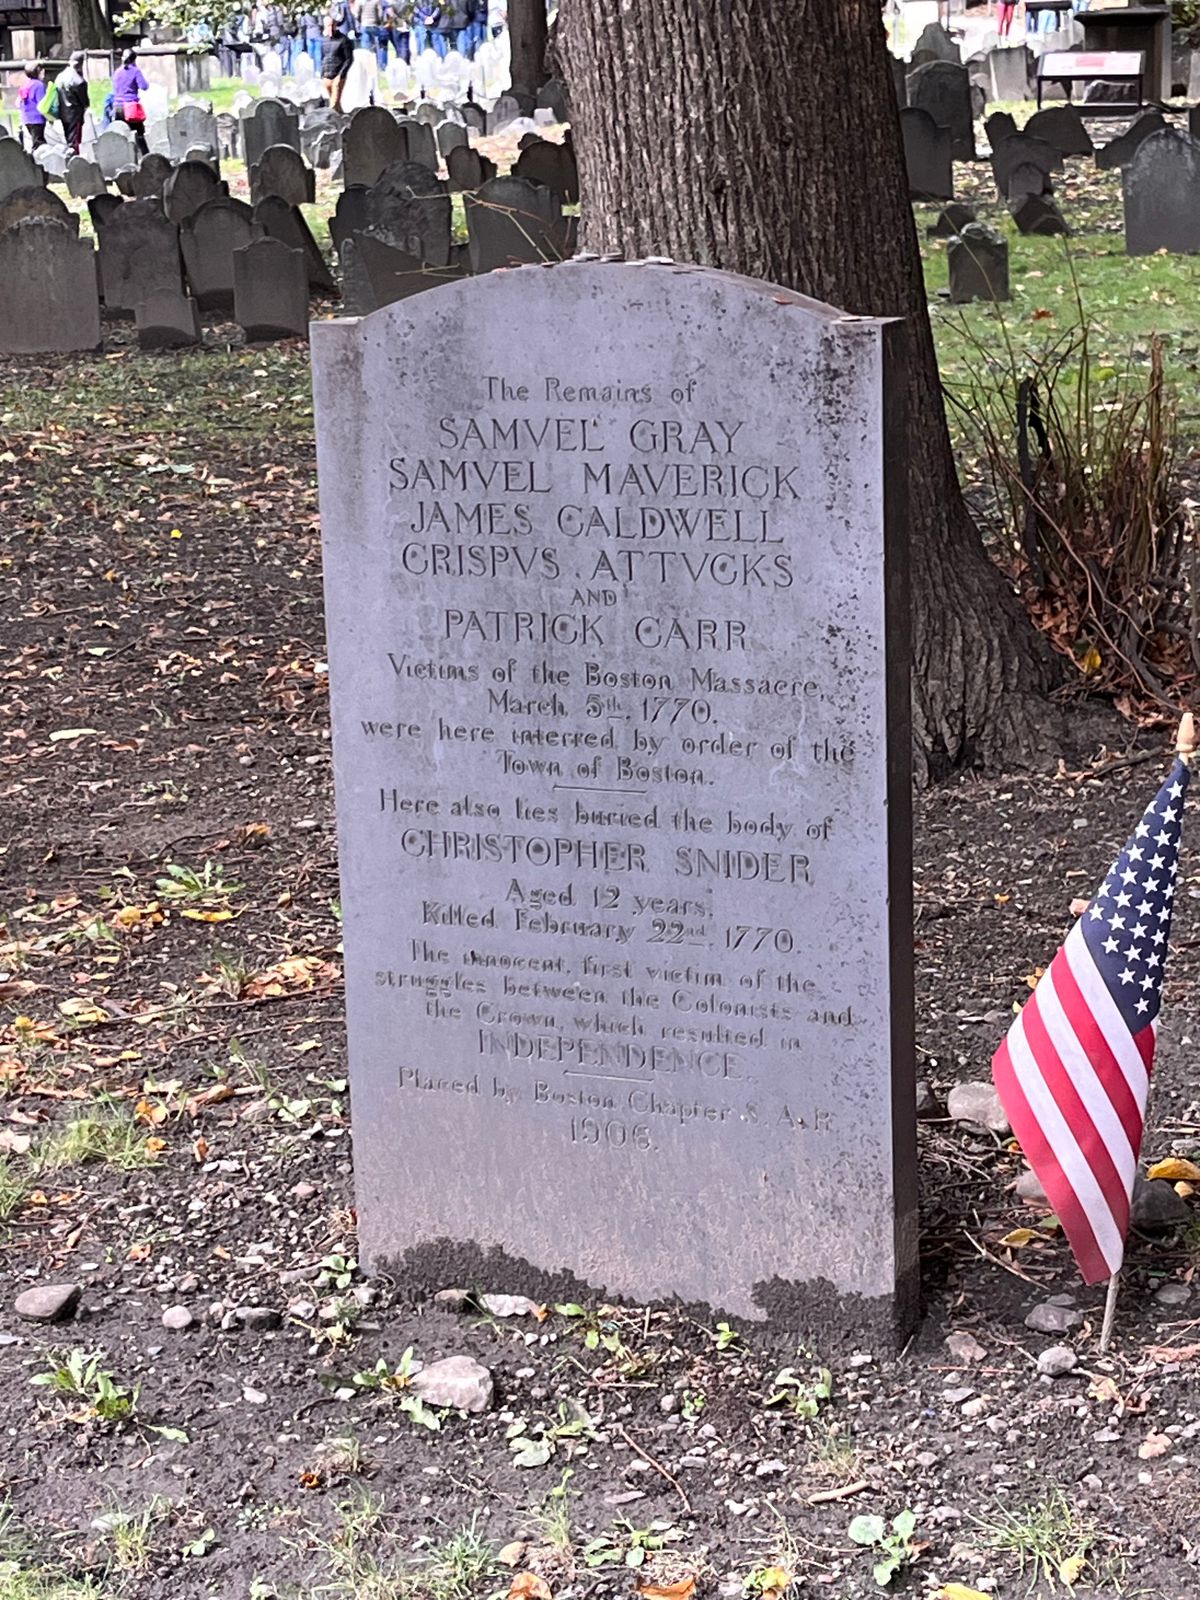 The Remains of
SAMVEL GRAY
SAMVEL MAVERICK
JAMES CALDWELL
CRISPVS ATTVCKS
AND
PATRICK CARR
Victims of the Boston Massacre,
March 5th, 1770,
were here interred by order of the
Town of Boston.
Here also lies buried the body of
CHRISTOPHER SNIDER
Aged 12 years,
Killed February 22nd, 1770.
The innocent, first victim of the
struggles between the Colonists and
the Crown, which resulted in
INDEPENDENCE.
Placed by Boston Chapter S. A. R.
1906.